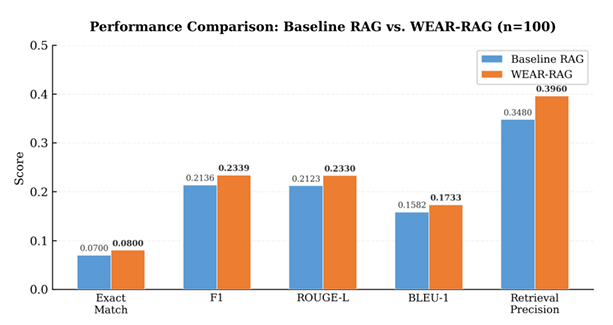 Performance Comparison: Baseline RAG vs. WEAR-RAG (n=100)
Baseline RAG
WEAR-RAG
Score
0.5
0.4
0.3
0.2
0.1
0.0
0.0700
0.0800
0.2136
0.2339
0.2123
0.2330
0.1582
0.1733
0.3480
0.3960
Exact
Match
F1
ROUGE-L
BLEU-1
Retrieval
Precision